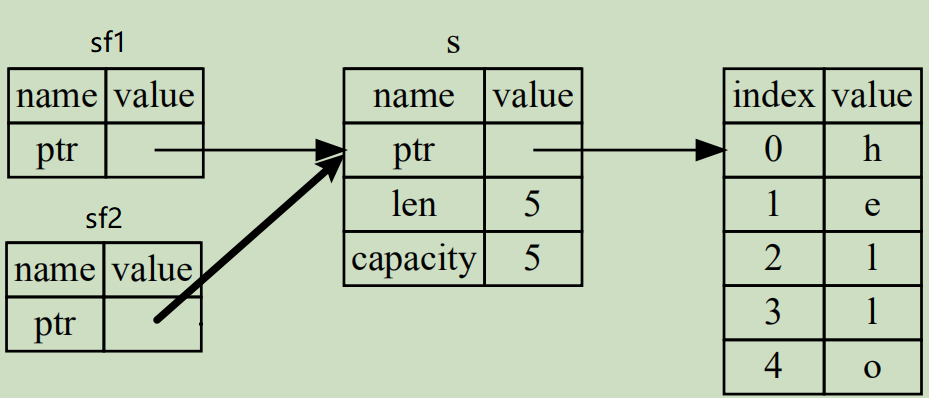 sf1
name value
ptr
sf2
name value
ptr
s
name value
ptr
len 5
capacity 5
index value
0 h
1 e
2 l
3 l
4 o